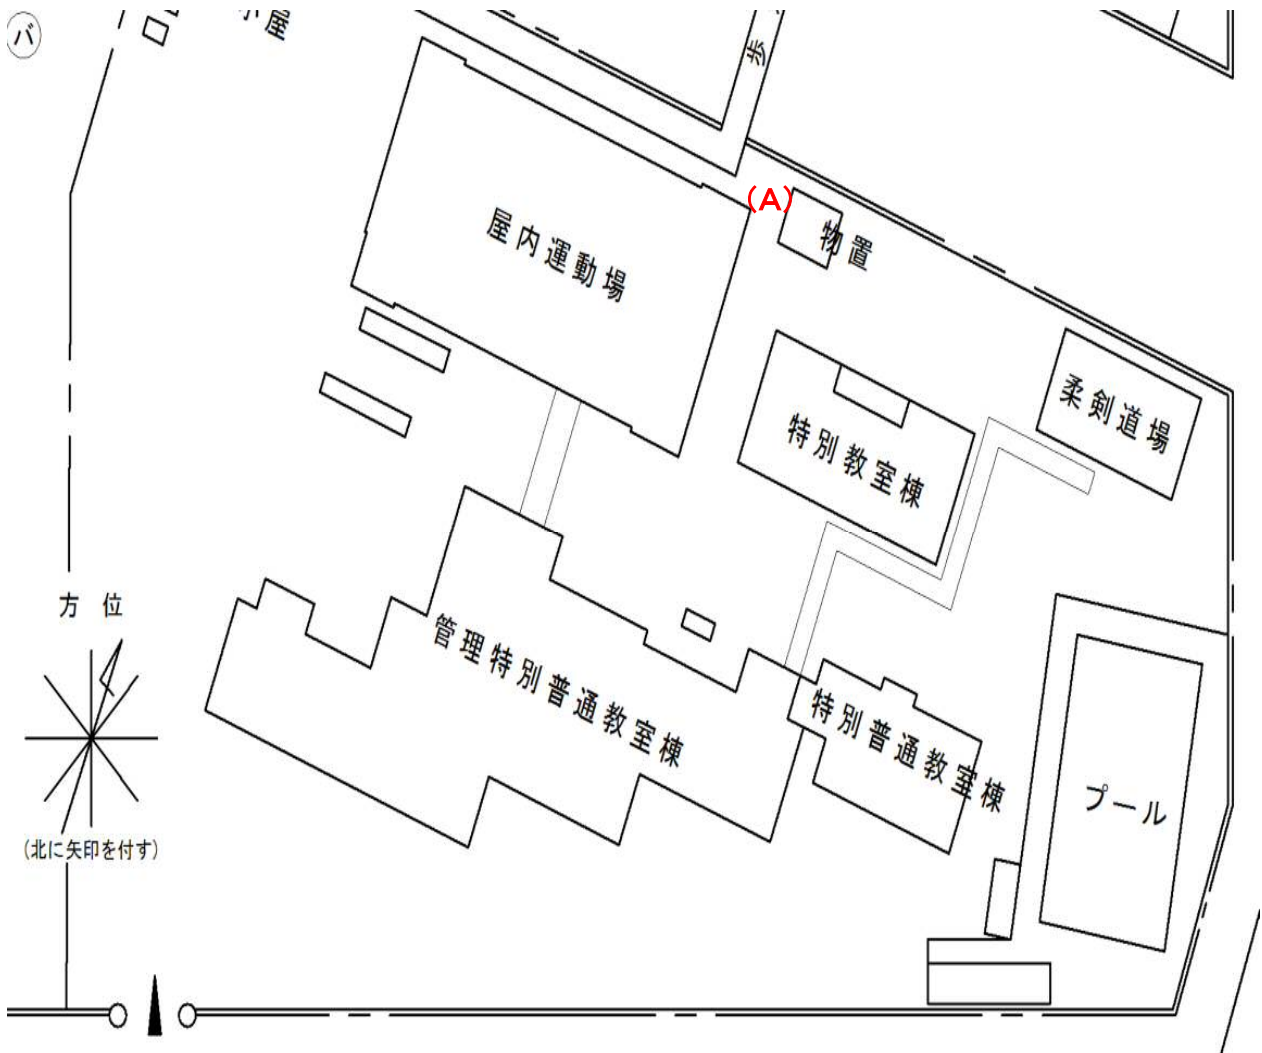 バ
小屋
歩
(A)
物置
屋内運動場
柔剣道場
特別教室棟
方 位
管理特別普通教室棟
特別普通教室棟
プール
(北に矢印を付す)